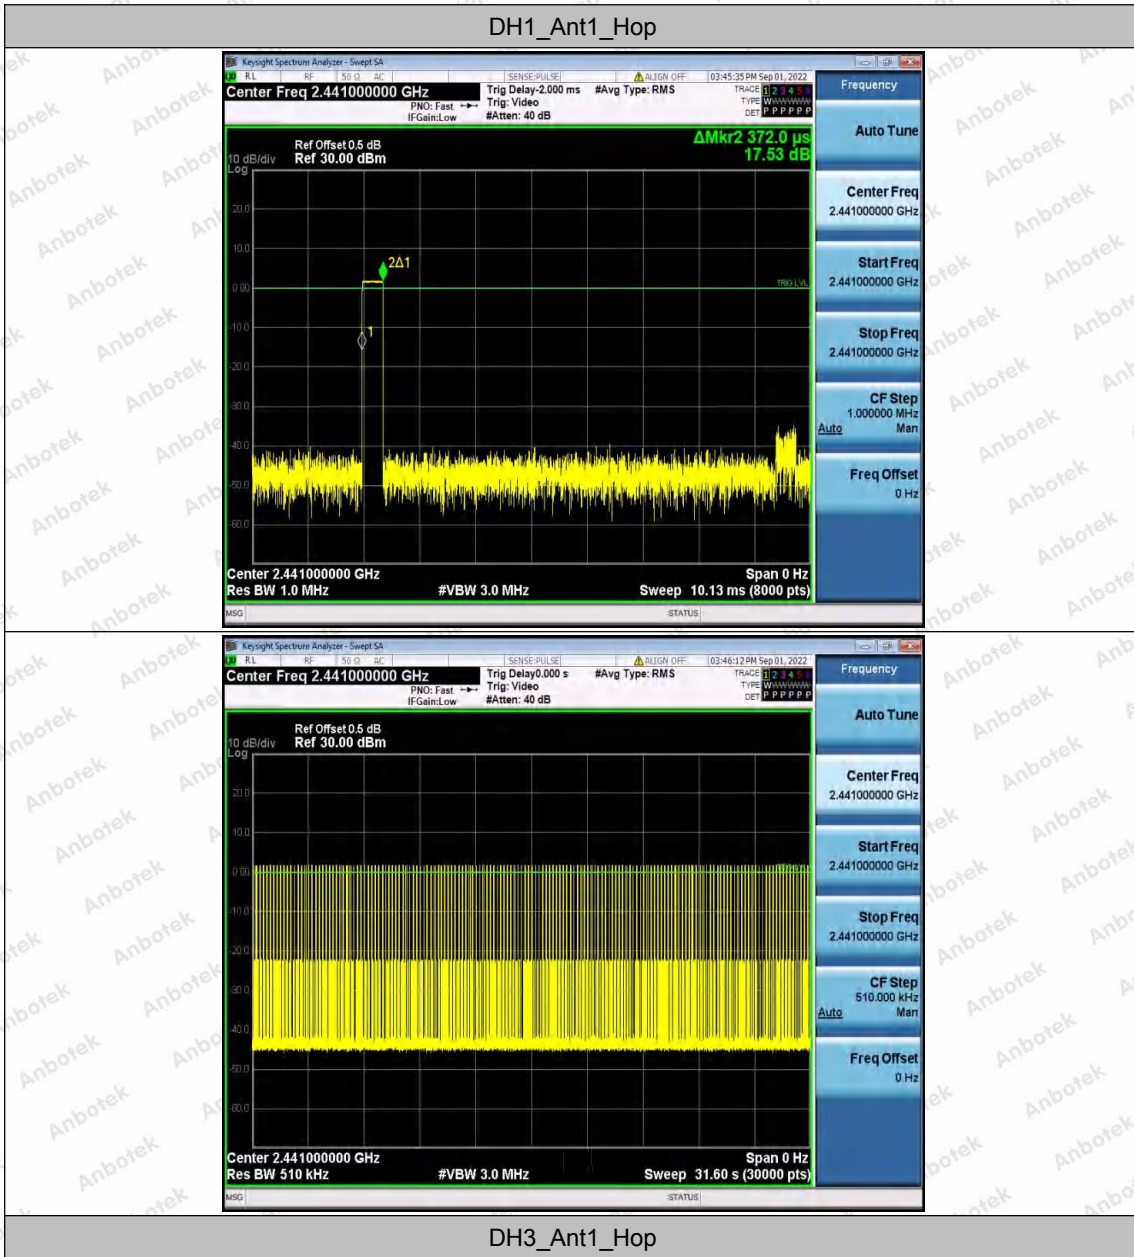 DH1_Ant1_Hop
Keysight Spectrum Analyzer - Swept SA
RL RF 50 Ω AC SENSE:PULSE ALIGN OFF 03:45:35 PM Sep 01, 2022
Center Freq 2.441000000 GHz
PNO: Fast
IFGain:Low
Trig Delay-2.000 ms
Trig: Video
#Atten: 40 dB
#Avg Type: RMS
TRACE 1 2 3 4 5 6
TYPE W
DET P P P P P P
Frequency
Auto Tune
Center Freq
2.441000000 GHz
Start Freq
2.441000000 GHz
Stop Freq
2.441000000 GHz
CF Step
1.000000 MHz
Auto Man
Freq Offset
0 Hz
ΔMkr2 372.0 µs
17.53 dB
Ref Offset 0.5 dB
10 dB/div Ref 30.00 dBm
Log
20.0
10.0
0.00
-10.0
-20.0
-30.0
-40.0
-50.0
-60.0
2Δ1
1
TRIG LVL
Center 2.441000000 GHz Span 0 Hz
Res BW 1.0 MHz #VBW 3.0 MHz Sweep 10.13 ms (8000 pts)
MSG STATUS
Keysight Spectrum Analyzer - Swept SA
RL RF 50 Ω AC SENSE:PULSE ALIGN OFF 03:46:12 PM Sep 01, 2022
Center Freq 2.441000000 GHz
PNO: Fast
IFGain:Low
Trig Delay0.000 s
Trig: Video
#Atten: 40 dB
#Avg Type: RMS
TRACE 1 2 3 4 5 6
TYPE W
DET P P P P P P
Frequency
Auto Tune
Center Freq
2.441000000 GHz
Start Freq
2.441000000 GHz
Stop Freq
2.441000000 GHz
CF Step
510.000 kHz
Auto Man
Freq Offset
0 Hz
Ref Offset 0.5 dB
10 dB/div Ref 30.00 dBm
Log
20.0
10.0
0.00
-10.0
-20.0
-30.0
-40.0
-50.0
-60.0
Center 2.441000000 GHz Span 0 Hz
Res BW 510 kHz #VBW 3.0 MHz Sweep 31.60 s (30000 pts)
MSG STATUS
DH3_Ant1_Hop
Anbotek